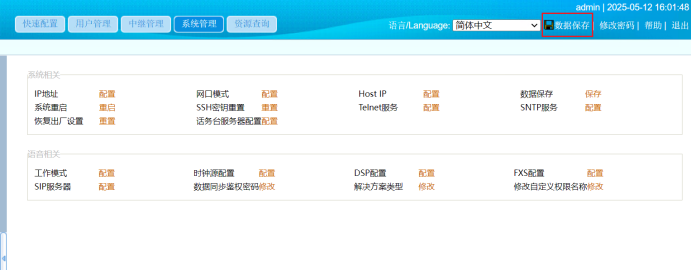 admin | 2025-05-12 16:01:48
快速配置 用户管理 中继管理 系统管理 资源查询 语言/Language: 简体中文 数据保存 | 修改密码 | 帮助 | 退出
系统相关
IP地址 配置 网口模式 配置 Host IP 配置 数据保存 保存
系统重启 重启 SSH密钥重置 重置 Telnet服务 配置 SNTP服务 配置
恢复出厂设置 重置 话务台服务器配置 配置
语音相关
工作模式 配置 时钟源配置 配置 DSP配置 配置 FXS配置 配置
SIP服务器 配置 数据同步鉴权密码 修改 解决方案类型 修改 修改自定义权限名称 修改